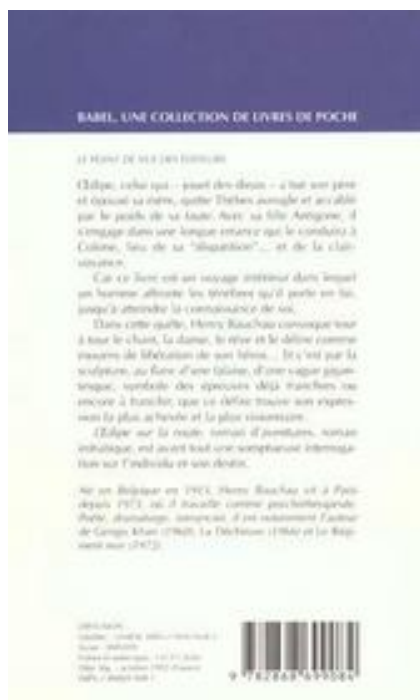 BABEL, UNE COLLECTION DE LIVRES DE POCHE
LE POINT DE VUE DES ÉDITEURS
Œdipe, celui qui – jouet des dieux – a tué son père
et épousé sa mère, quitte Thèbes aveugle et accablé
par le poids de sa faute. Avec sa fille Antigone, il
s'engage dans une longue errance qui le conduira à
Colone, lieu de sa "disparition"... et de la clair-
voyance.
Car ce livre est un voyage intérieur dans lequel
un homme affronte les ténèbres qu'il porte en lui,
jusqu'à atteindre la connaissance de soi.
Dans cette quête, Henry Bauchau convoque tour
à tour le chant, la danse, le rêve et le délire comme
moyens de libération de son héros... Et c'est par la
sculpture, au flanc d'une falaise, d'une vague gigan-
tesque, symbole des épreuves déjà franchies ou
encore à franchir, que ce délire trouve son expres-
sion la plus achevée et la plus visionnaire.
Œdipe sur la route, roman d'aventures, roman
initiatique, est avant tout une somptueuse interroga-
tion sur l'individu et son destin.
Né en Belgique en 1913, Henry Bauchau vit à Paris
depuis 1975, où il travaille comme psychothérapeute.
Poète, dramaturge, romancier, il est notamment l'auteur
de Gengis Khan (1960), La Déchirure (1966) et Le Régi-
ment noir (1972).
9 782868 699084